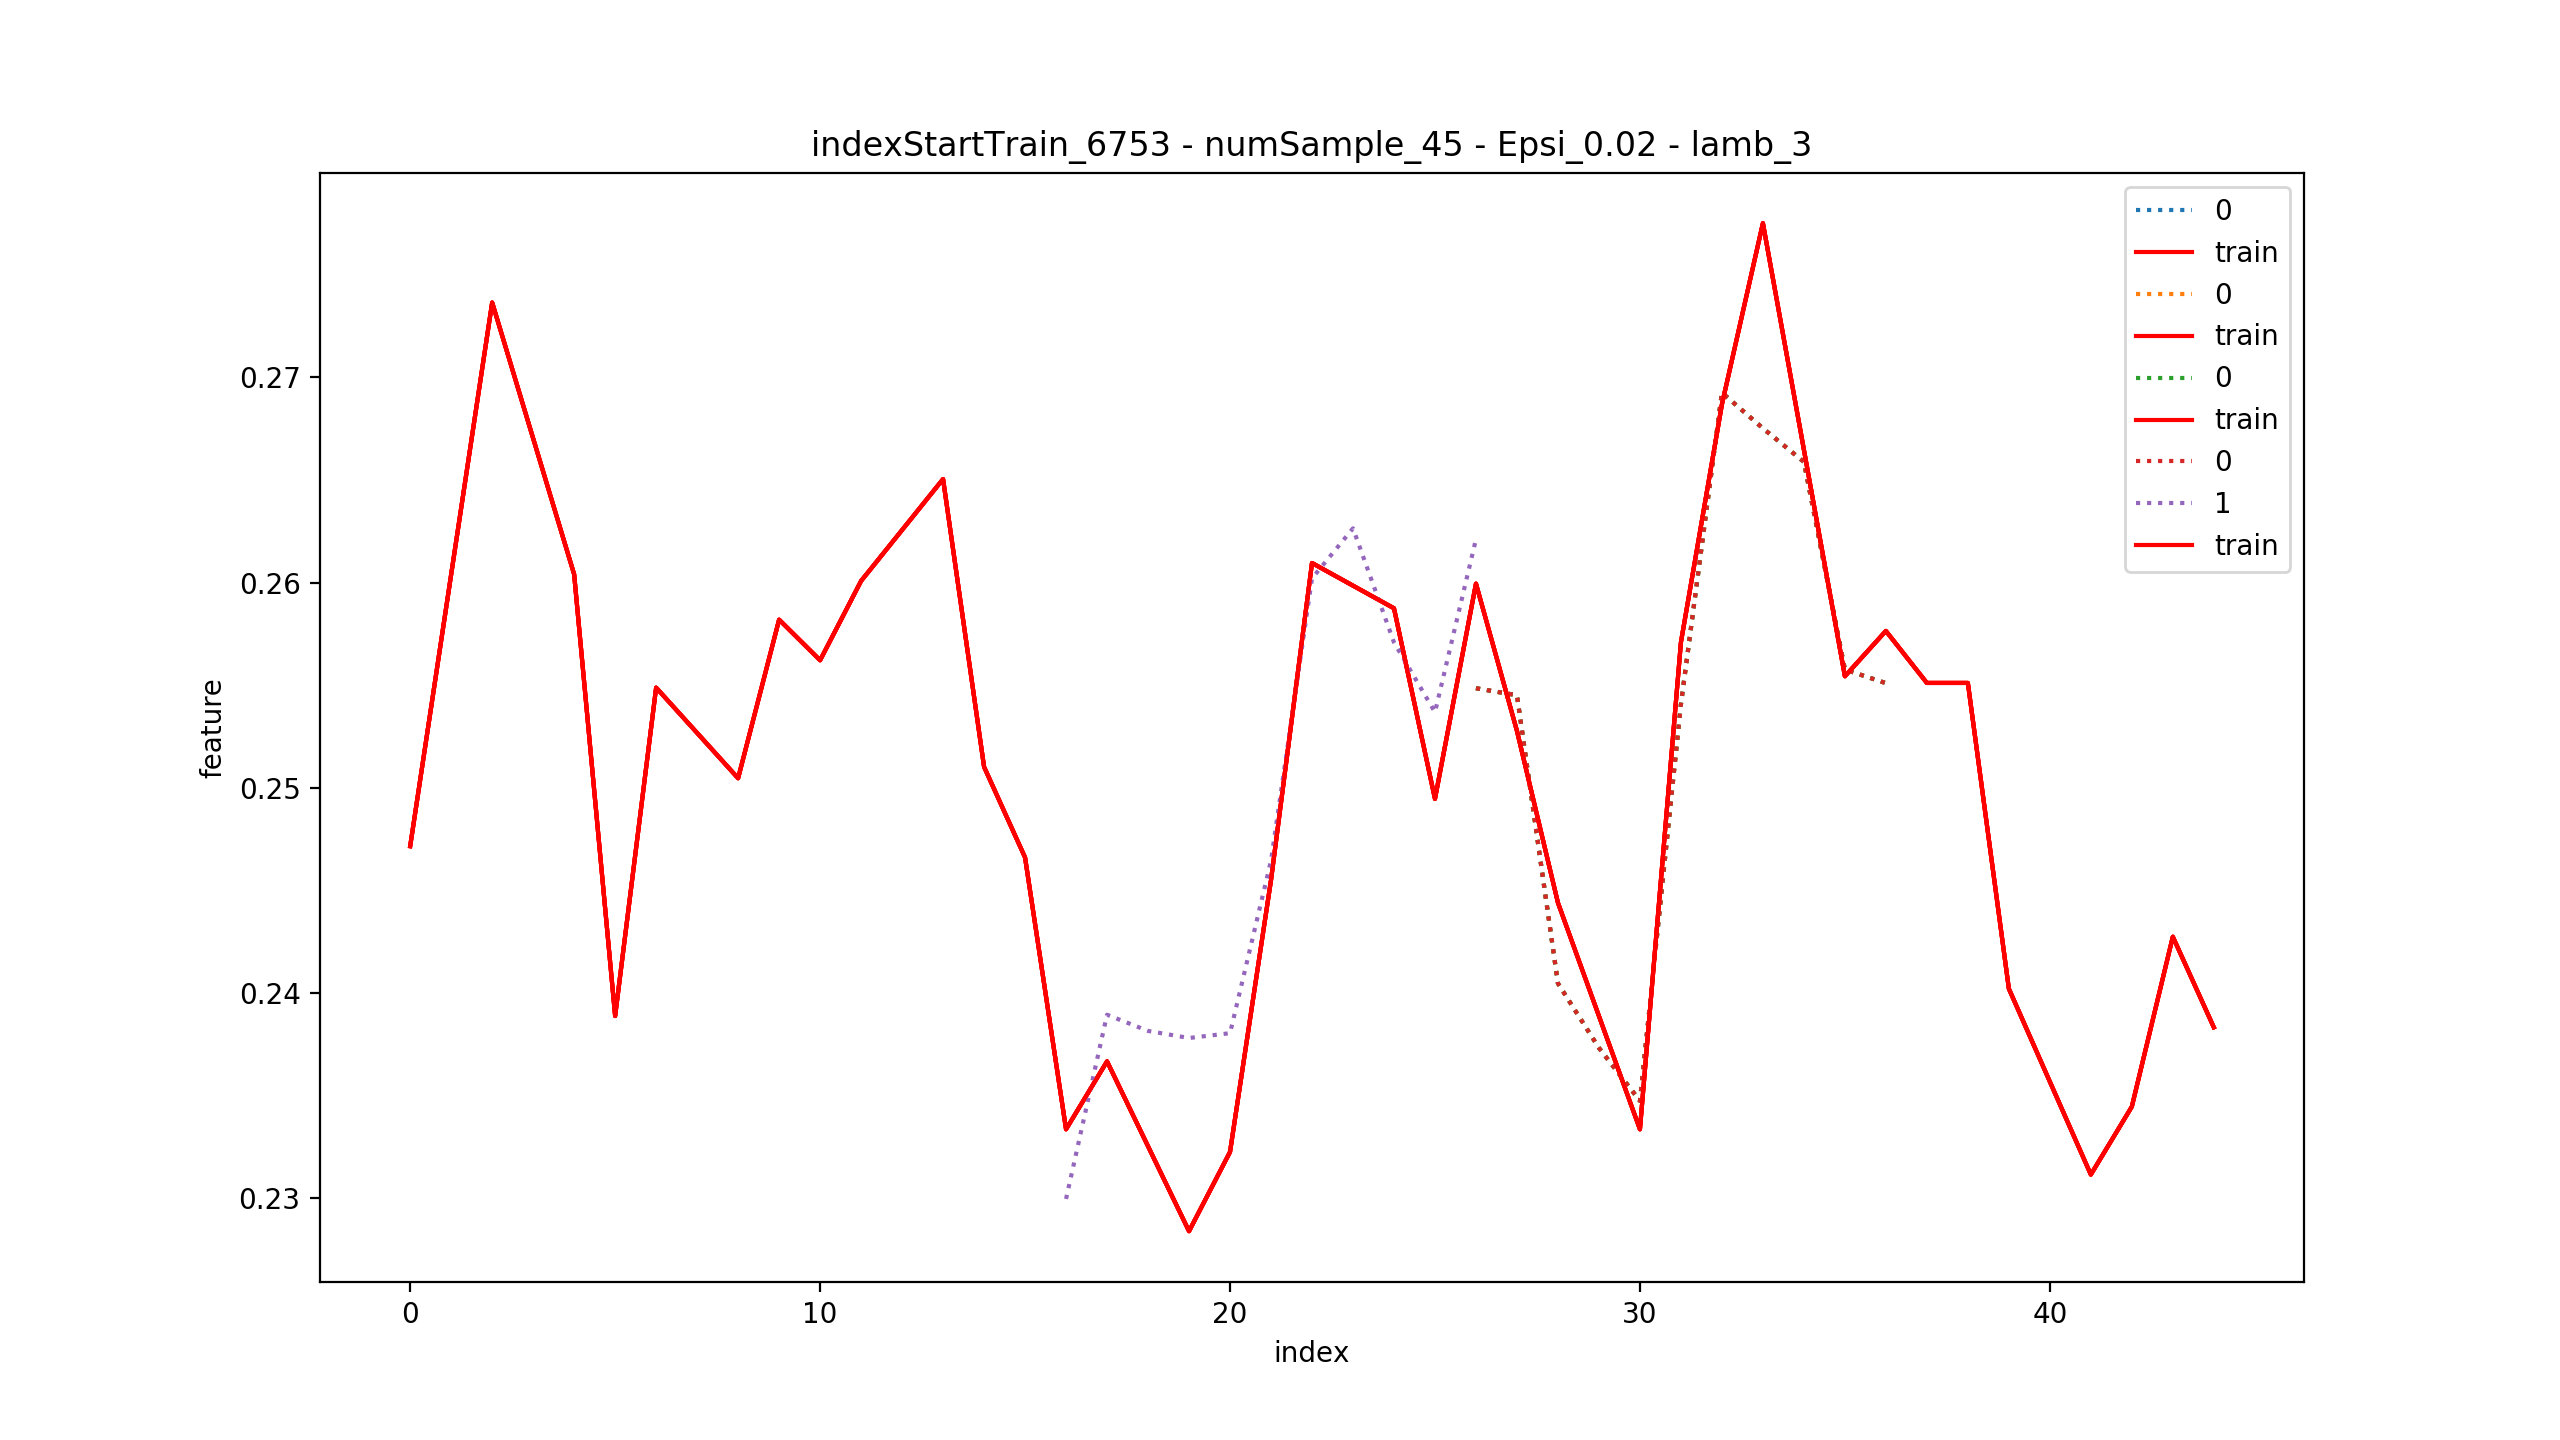 indexStartTrain_6753 - numSample_45 - Epsi_0.02 - lamb_3
0
train
0
train
0
train
0
1
train
0.27
0.26
0.25
0.24
0.23
feature
0 10 20 30 40
index